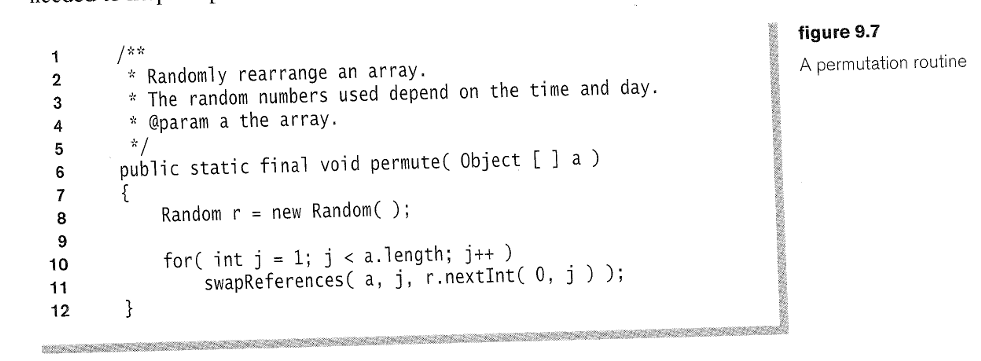 needed to
figure 9.7
A permutation routine
1 /**
2 * Randomly rearrange an array.
3 * The random numbers used depend on the time and day.
4 * @param a the array.
5 */
6 public static final void permute( Object [ ] a )
7 {
8 Random r = new Random( );
9
10 for( int j = 1; j < a.length; j++ )
11 swapReferences( a, j, r.nextInt( 0, j ) );
12 }